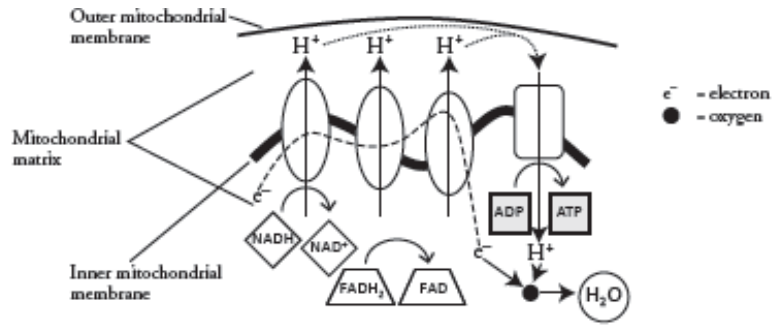 Outer mitochondrial
membrane
H⁺ H⁺ H⁺
e⁻ = electron
● = oxygen
Mitochondrial
matrix
e⁻
ADP ATP
NADH NAD⁺
e⁻ H⁺
Inner mitochondrial
membrane
FADH₂ FAD
H₂O